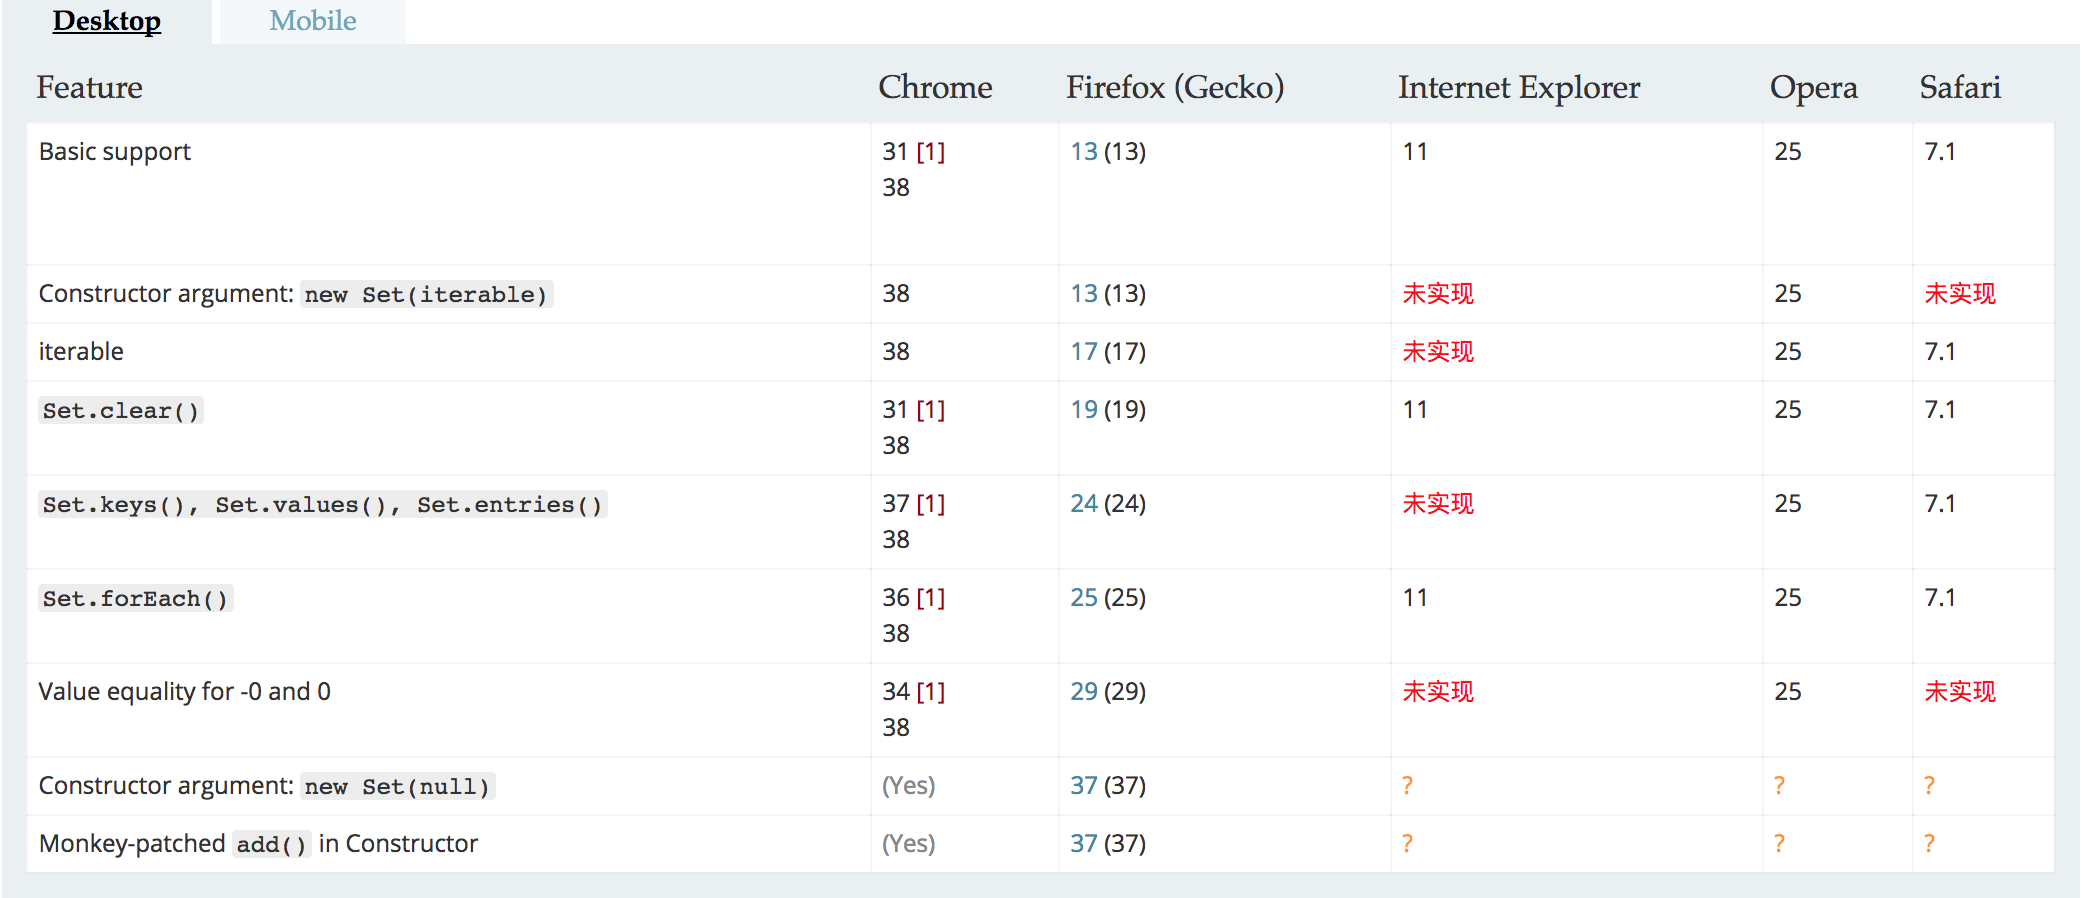 Desktop Mobile
Feature Chrome Firefox (Gecko) Internet Explorer Opera Safari
Basic support 31 [1] 13 (13) 11 25 7.1
38
Constructor argument: new Set(iterable) 38 13 (13) 未实现 25 未实现
iterable 38 17 (17) 未实现 25 7.1
Set.clear() 31 [1] 19 (19) 11 25 7.1
38
Set.keys(), Set.values(), Set.entries() 37 [1] 24 (24) 未实现 25 7.1
38
Set.forEach() 36 [1] 25 (25) 11 25 7.1
38
Value equality for -0 and 0 34 [1] 29 (29) 未实现 25 未实现
38
Constructor argument: new Set(null) (Yes) 37 (37) ? ? ?
Monkey-patched add() in Constructor (Yes) 37 (37) ? ? ?